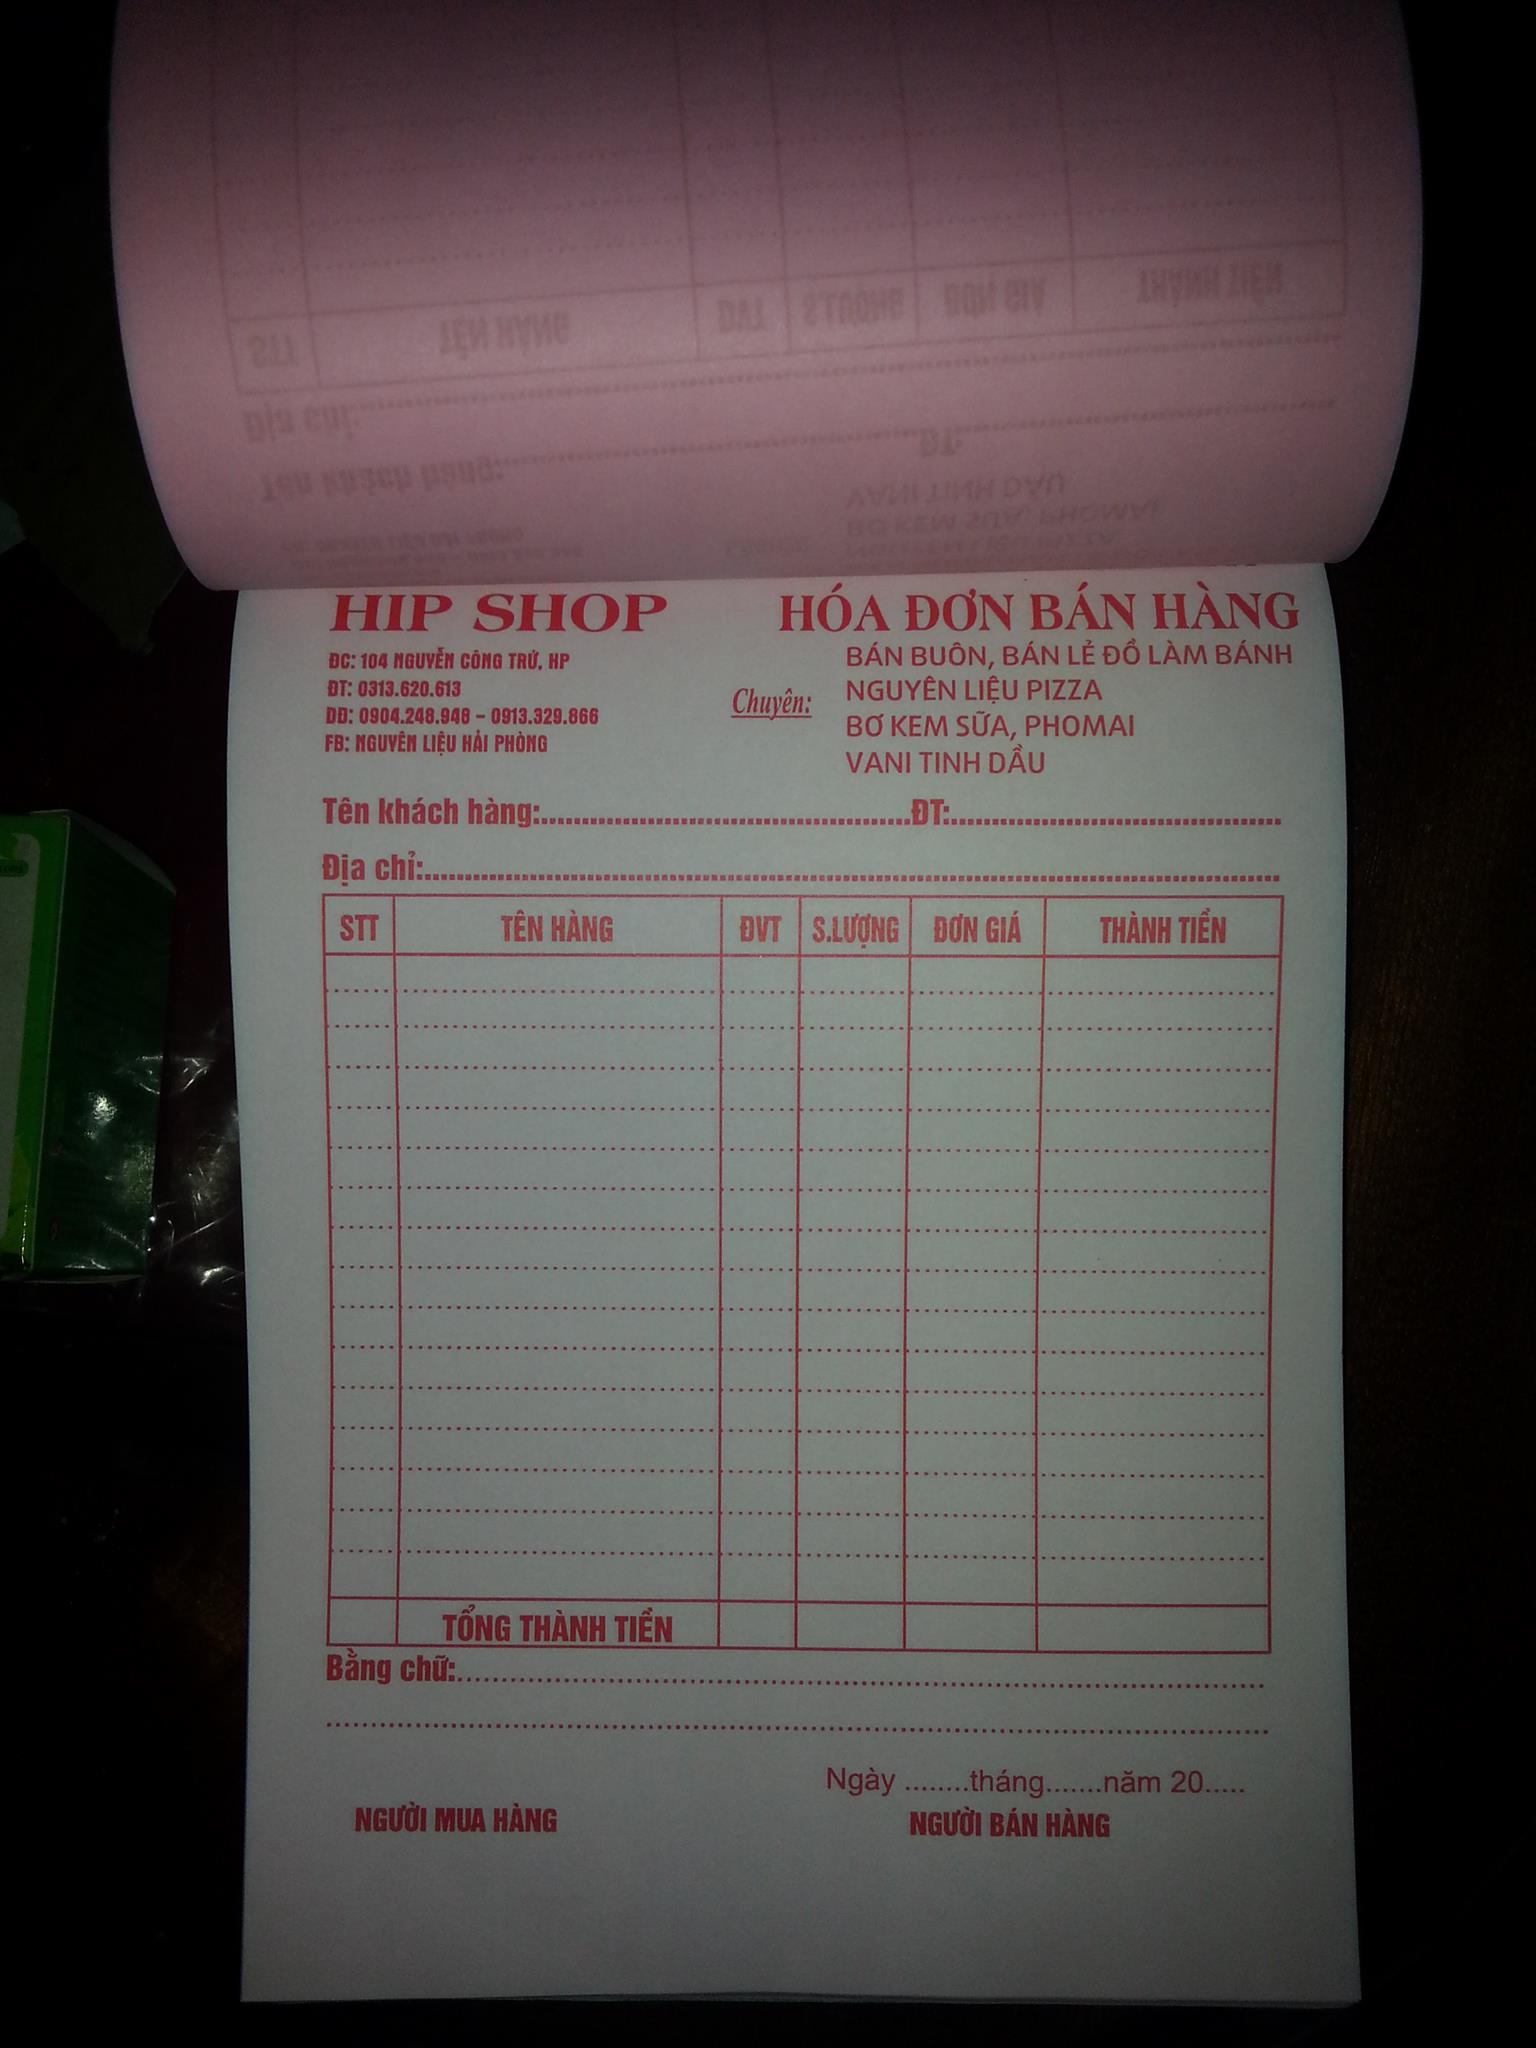 HIP SHOP
ĐC: 104 NGUYỄN CÔNG TRỨ, HP
ĐT: 0313.620.613
DĐ: 0904.248.948 - 0913.329.866
FB: NGUYÊN LIỆU HẢI PHÒNG
HÓA ĐƠN BÁN HÀNG
Chuyên:
BÁN BUÔN, BÁN LẺ ĐỒ LÀM BÁNH
NGUYÊN LIỆU PIZZA
BƠ KEM SỮA, PHOMAI
VANI TINH DẦU
Tên khách hàng:..........ĐT:..........
Địa chỉ:..........
STT TÊN HÀNG ĐVT S.LƯỢNG ĐƠN GIÁ THÀNH TIỀN
TỔNG THÀNH TIỀN
Bằng chữ:..........
Ngày ........tháng.......năm 20.....
NGƯỜI MUA HÀNG NGƯỜI BÁN HÀNG